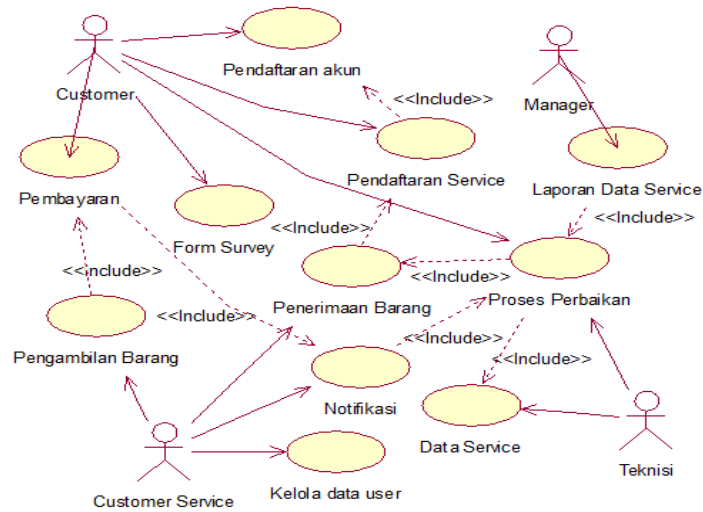 Pendaftaran akun
Customer
<<Include>>
Manager
Pendaftaran Service
Laporan Data Service
Pembayaran
<<Include>>
<<Include>>
Form Survey
<<Include>>
<<Include>>
Penerimaan Barang
Proses Perbaikan
<<Include>>
<<Include>>
Pengambilan Barang
<<Include>>
Notifikasi
Data Service
Teknisi
Customer Service
Kelola data user